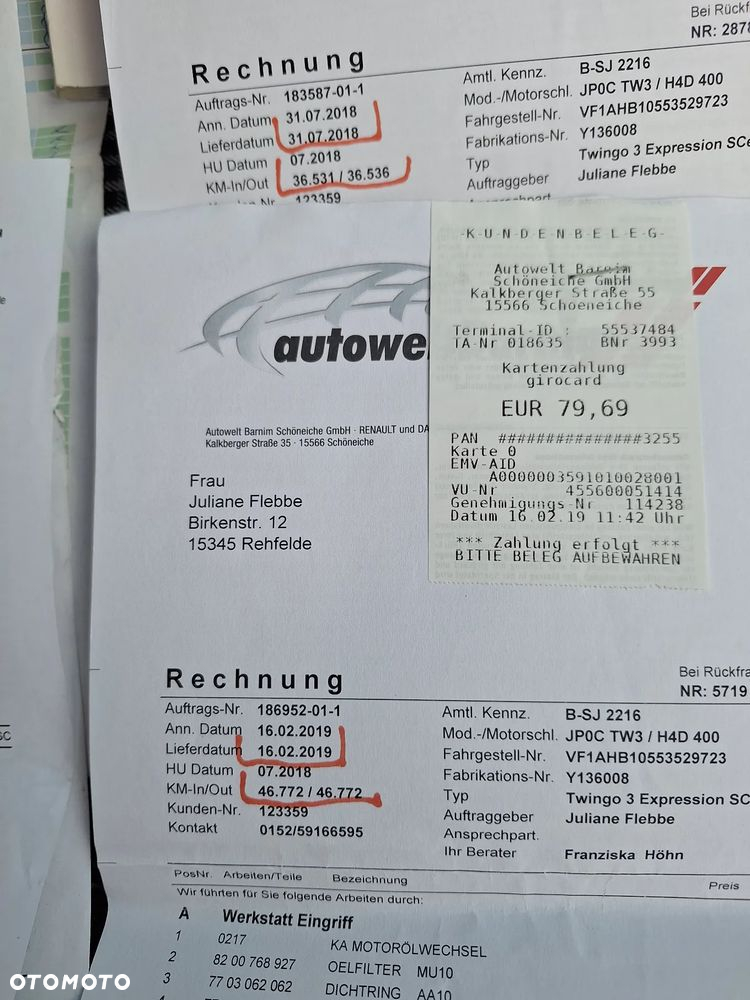 Bei Rückf
NR: 2878
Rechnung
Auftrags-Nr. 183587-01-1
Ann. Datum 31.07.2018
Lieferdatum 31.07.2018
HU Datum 07.2018
KM-In/Out 36.531 / 36.536
123359
Amtl. Kennz. B-SJ 2216
Mod.-/Motorschl. JP0C TW3 / H4D 400
Fahrgestell-Nr. VF1AHB10553529723
Fabrikations-Nr. Y136008
Typ Twingo 3 Expression SCe
Auftraggeber Juliane Flebbe
-K-U-N-D-E-N-B-E-L-E-G-
Autowelt Barnim
Schöneiche GmbH
Kalkberger Straße 55
15566 Schoeneiche
Terminal-ID : 55537484
TA-Nr 018635 BNr 3993
Kartenzahlung
girocard
EUR 79,69
PAN ###############3255
Karte 0
EMV-AID
A0000003591010028001
VU-Nr 455600051414
Genehmigungs-Nr 114238
Datum 16.02.19 11:42 Uhr
*** Zahlung erfolgt ***
BITTE BELEG AUFBEWAHREN
autowel
Autowelt Barnim Schöneiche GmbH · RENAULT und DA
Kalkberger Straße 35 · 15566 Schöneiche
Frau
Juliane Flebbe
Birkenstr. 12
15345 Rehfelde
Rechnung
Bei Rückfra
NR: 5719
Auftrags-Nr. 186952-01-1
Ann. Datum 16.02.2019
Lieferdatum 16.02.2019
HU Datum 07.2018
KM-In/Out 46.772 / 46.772
Kunden-Nr. 123359
Kontakt 0152/59166595
Amtl. Kennz. B-SJ 2216
Mod.-/Motorschl. JP0C TW3 / H4D 400
Fahrgestell-Nr. VF1AHB10553529723
Fabrikations-Nr. Y136008
Typ Twingo 3 Expression SC
Auftraggeber Juliane Flebbe
Ansprechpart.
Ihr Berater Franziska Höhn
PosNr. Arbeiten/Teile Bezeichnung Preis
Wir führten für Sie folgende Arbeiten durch:
A Werkstatt Eingriff
1 0217 KA MOTORÖLWECHSEL
2 82 00 768 927 OELFILTER MU10
3 77 03 062 062 DICHTRING AA10
OTOMOTO